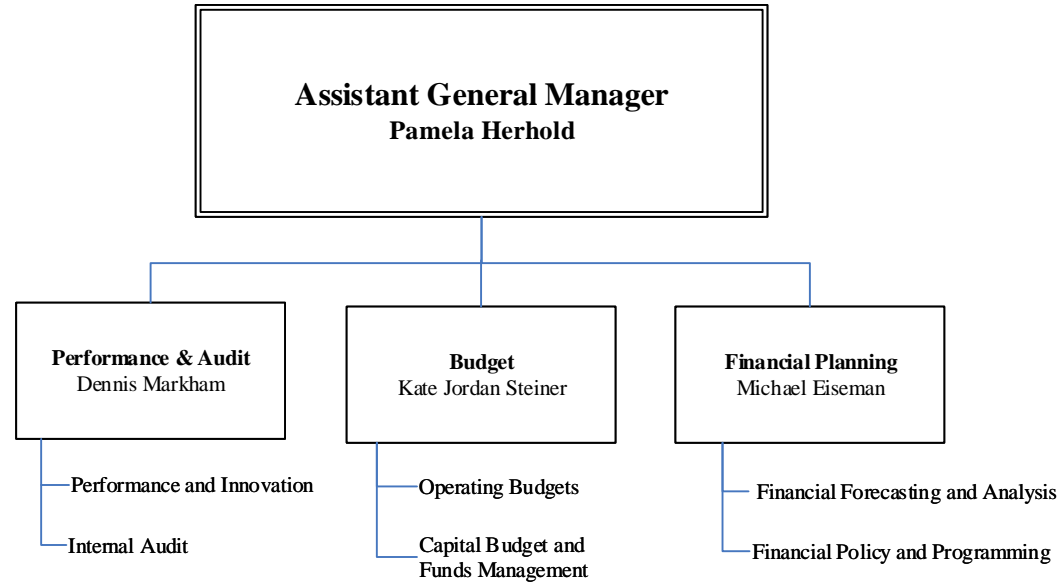 Assistant General Manager
Pamela Herhold
Performance & Audit
Dennis Markham
Budget
Kate Jordan Steiner
Financial Planning
Michael Eiseman
Performance and Innovation
Internal Audit
Operating Budgets
Capital Budget and
Funds Management
Financial Forecasting and Analysis
Financial Policy and Programming